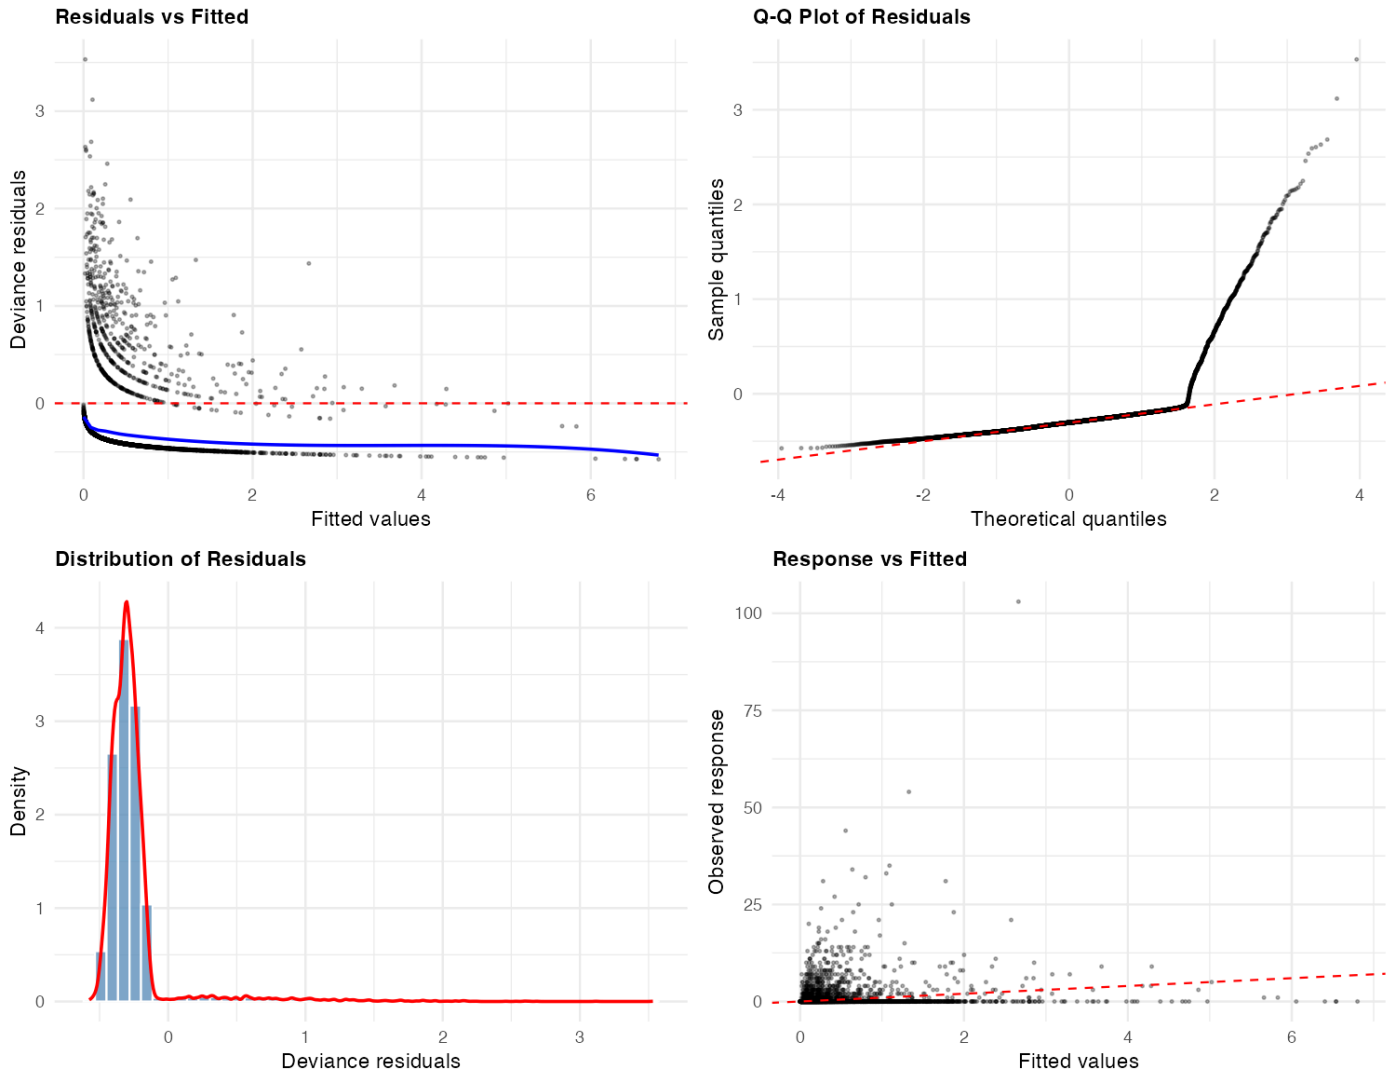 Residuals vs Fitted
Deviance residuals
3
2
1
0
0 2 4 6
Fitted values
Q-Q Plot of Residuals
Sample quantiles
3
2
1
0
-4 -2 0 2 4
Theoretical quantiles
Distribution of Residuals
Density
4
3
2
1
0
0 1 2 3
Deviance residuals
Response vs Fitted
Observed response
100
75
50
25
0
0 2 4 6
Fitted values